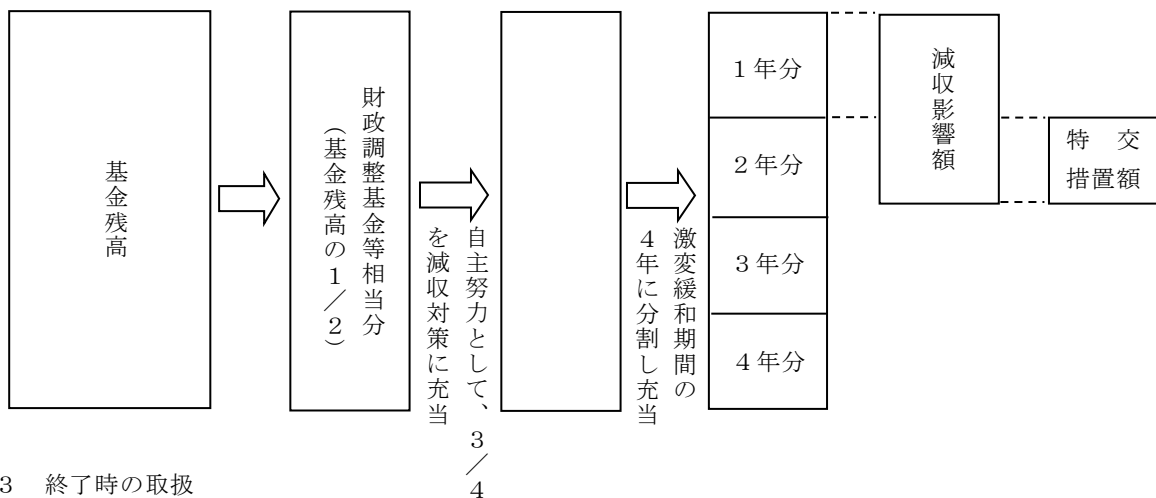 基金残高
財政調整基金等相当分
(基金残高の1/2)
自主努力として、3/4
を減収対策に充当
激変緩和期間の
4年に分割し充当
1年分
2年分
3年分
4年分
減収影響額
特 交
措置額
3 終了時の取扱